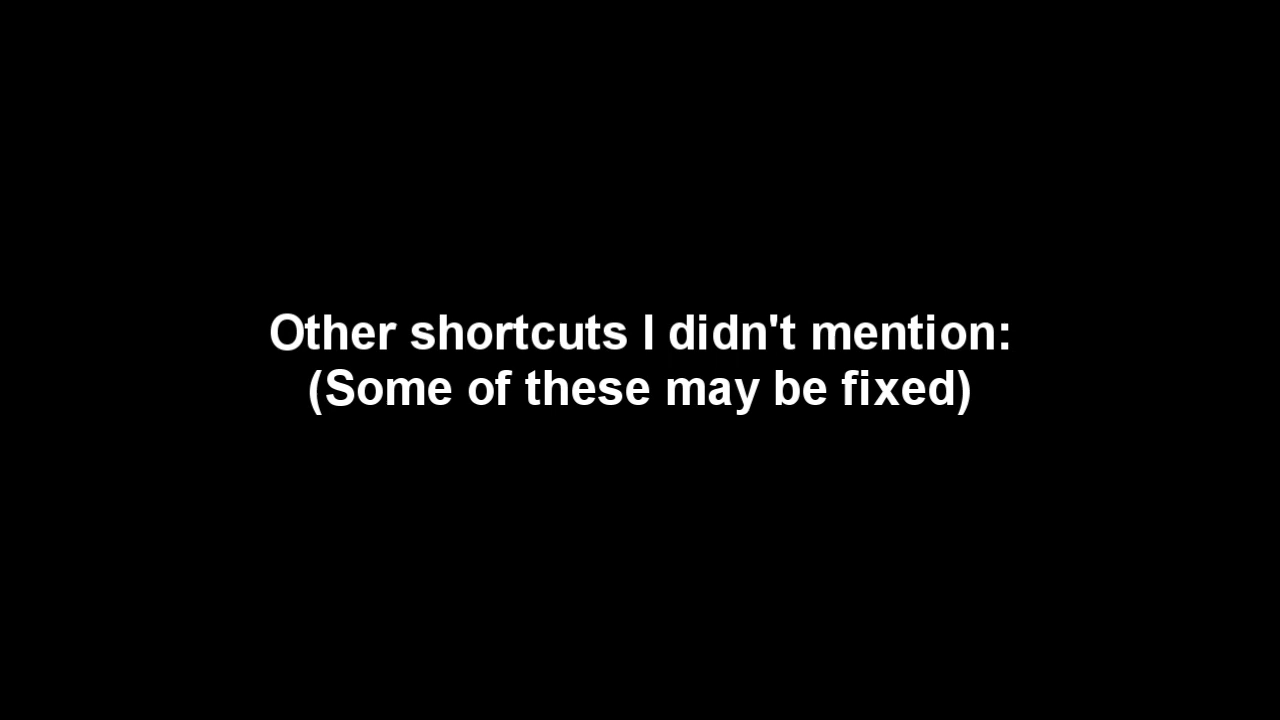 Other shortcuts I didn't mention:
(Some of these may be fixed)